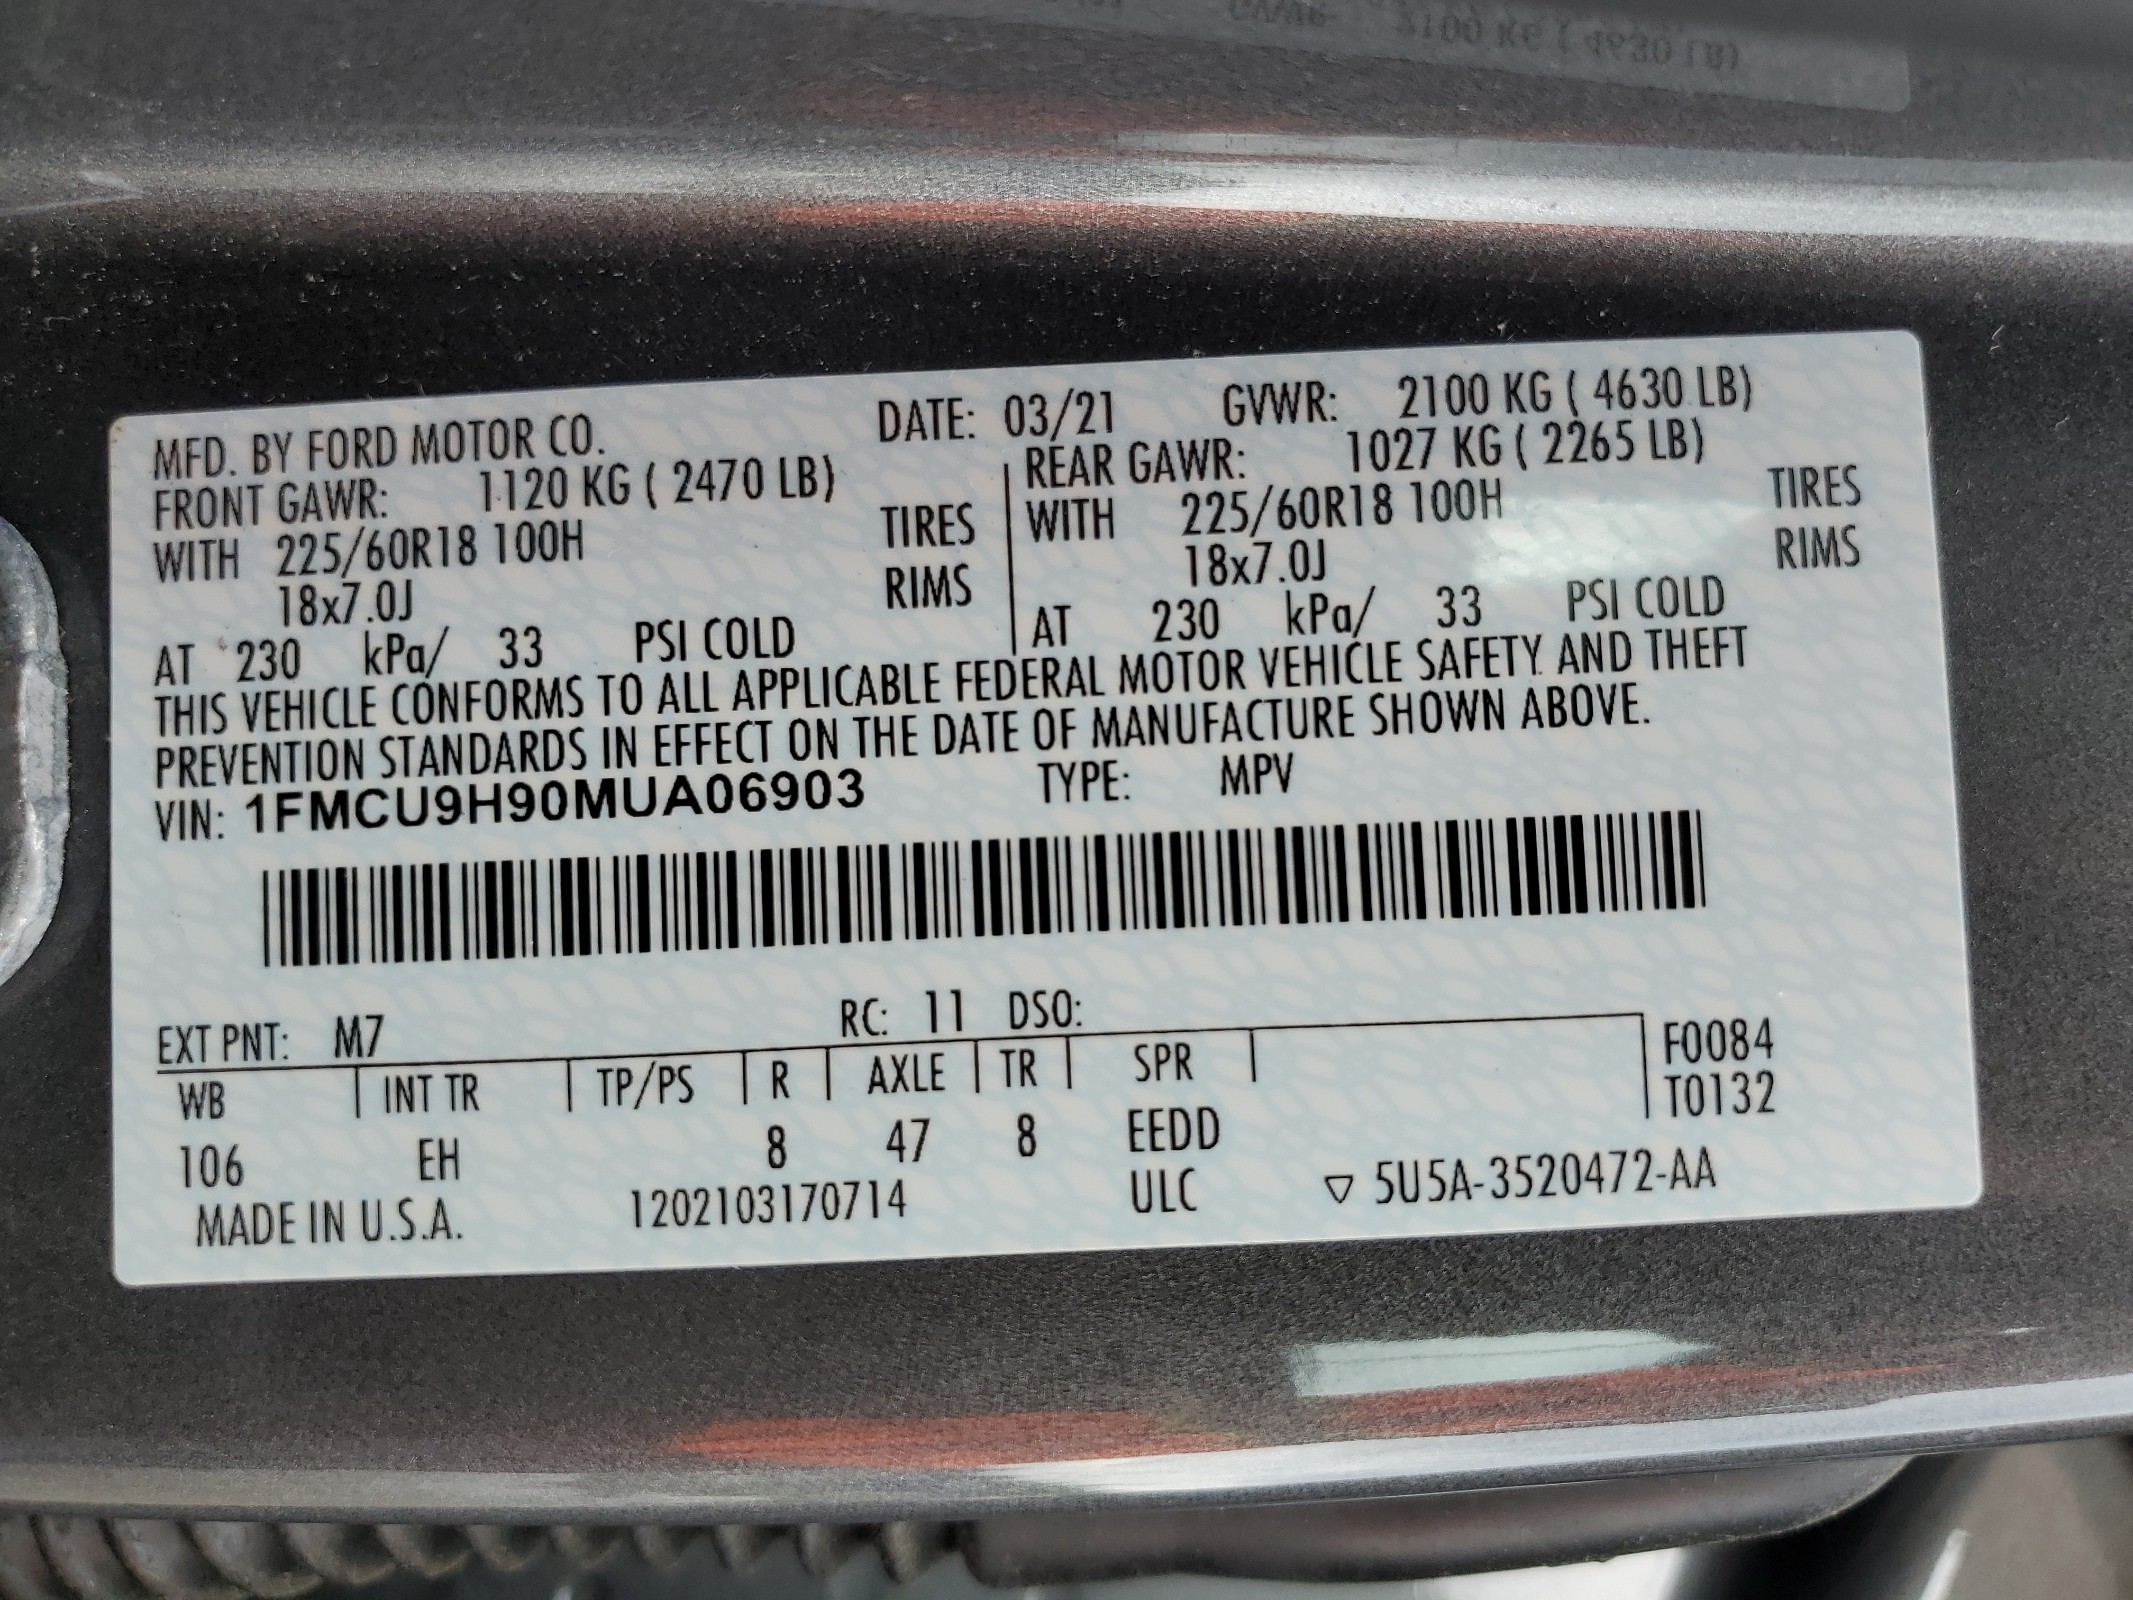 MFD. BY FORD MOTOR CO. DATE: 03/21 GVWR: 2100 KG ( 4630 LB)
FRONT GAWR: 1120 KG ( 2470 LB) REAR GAWR: 1027 KG ( 2265 LB)
WITH 225/60R18 100H TIRES WITH 225/60R18 100H TIRES
18x7.0J RIMS 18x7.0J RIMS
AT 230 kPa/ 33 PSI COLD AT 230 kPa/ 33 PSI COLD
THIS VEHICLE CONFORMS TO ALL APPLICABLE FEDERAL MOTOR VEHICLE SAFETY AND THEFT
PREVENTION STANDARDS IN EFFECT ON THE DATE OF MANUFACTURE SHOWN ABOVE.
VIN: 1FMCU9H90MUA06903 TYPE: MPV
EXT PNT: M7 RC: 11 DSO:
WB INT TR TP/PS R AXLE TR SPR F0084
T0132
106 EH 8 47 8 EEDD
MADE IN U.S.A. 1202103170714 ULC ▽ 5U5A-3520472-AA